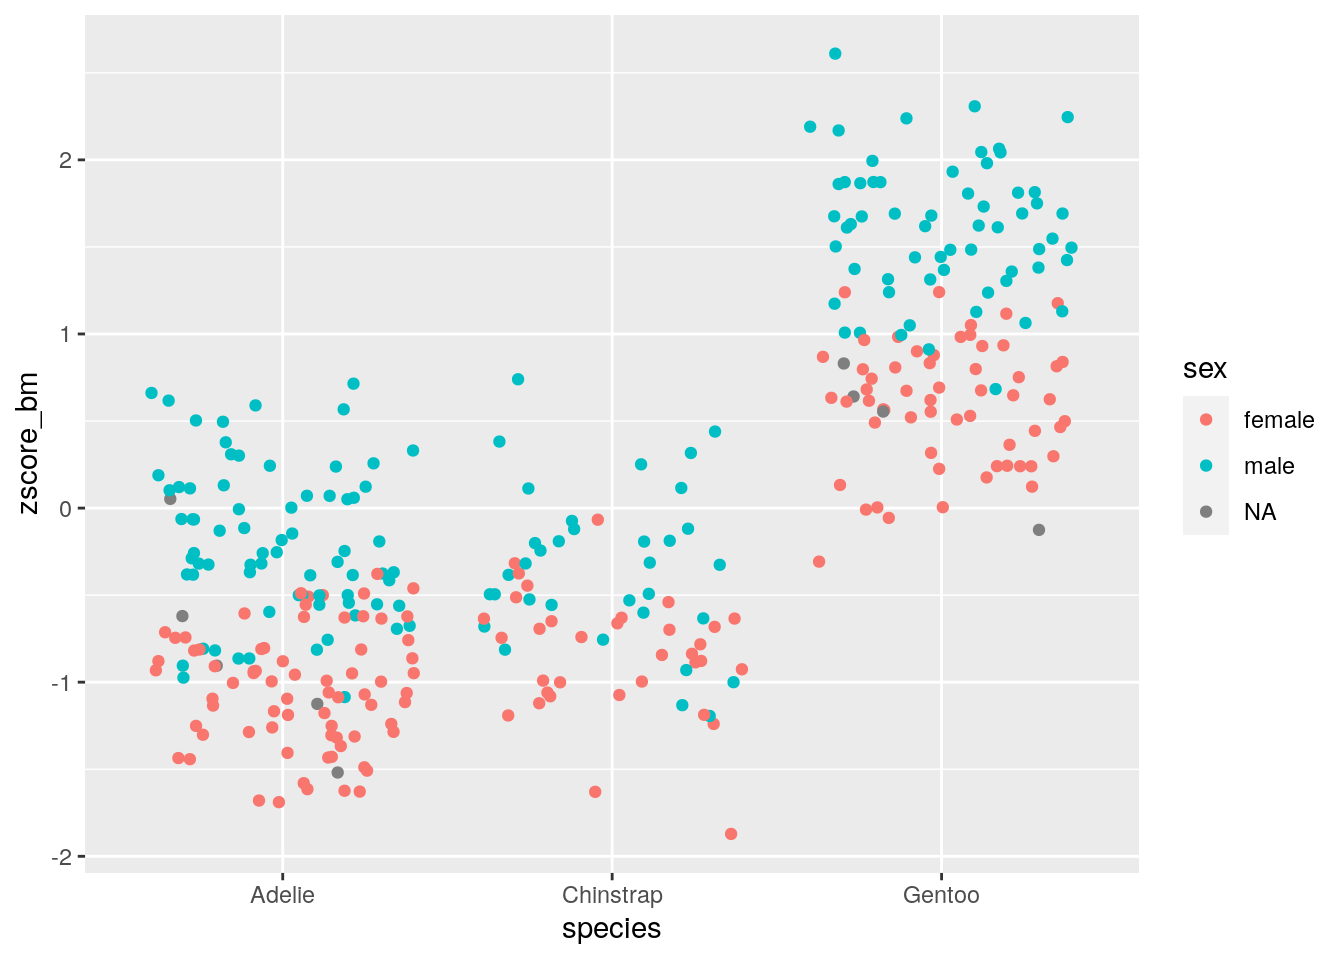 zscore_bm
2
1
0
-1
-2
Adelie
Chinstrap
Gentoo
species
sex
female
male
NA